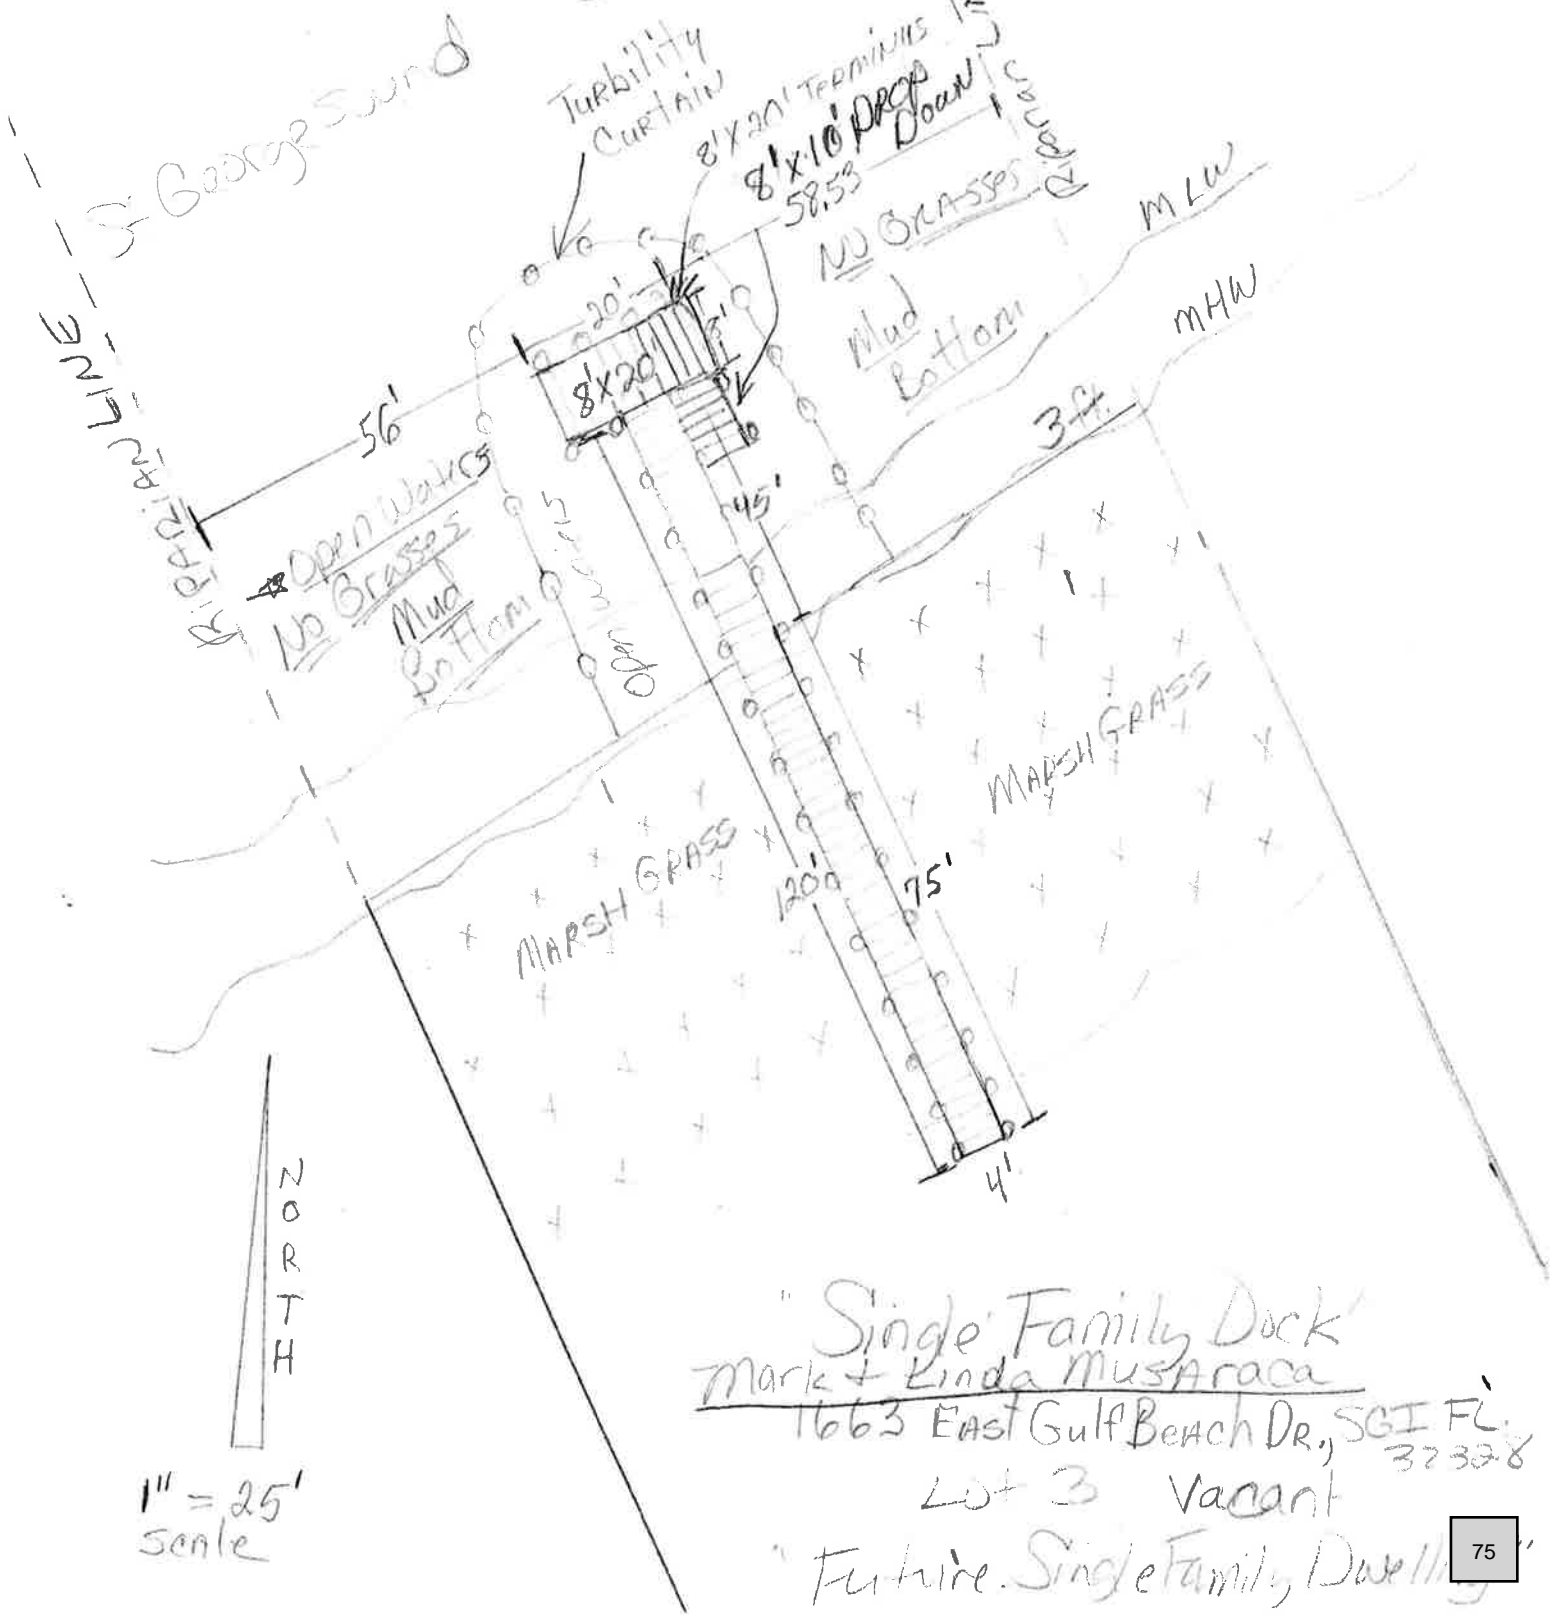 St George Sound
Turbility
Curtain
8'x20' Terminus
8'x10' Drop
Down
58.53
Riparian
No Grasses
Mud
Bottom
MLW
MHW
3 ft.
RIPARIAN LINE
56'
20'
8'
8'x20'
45'
Open Waters
No Grasses
Mud
Bottom
Open Waters
MARSH GRASS
MARSH GRASS
120'
75'
4'
NORTH
1" = 25'
Scale
"Single Family Dock"
Mark & Linda Musaraca
1663 East Gulf Beach Dr., SGI FL.
32328
Lot 3 Vacant
"Future Single Family Dwelling"
75